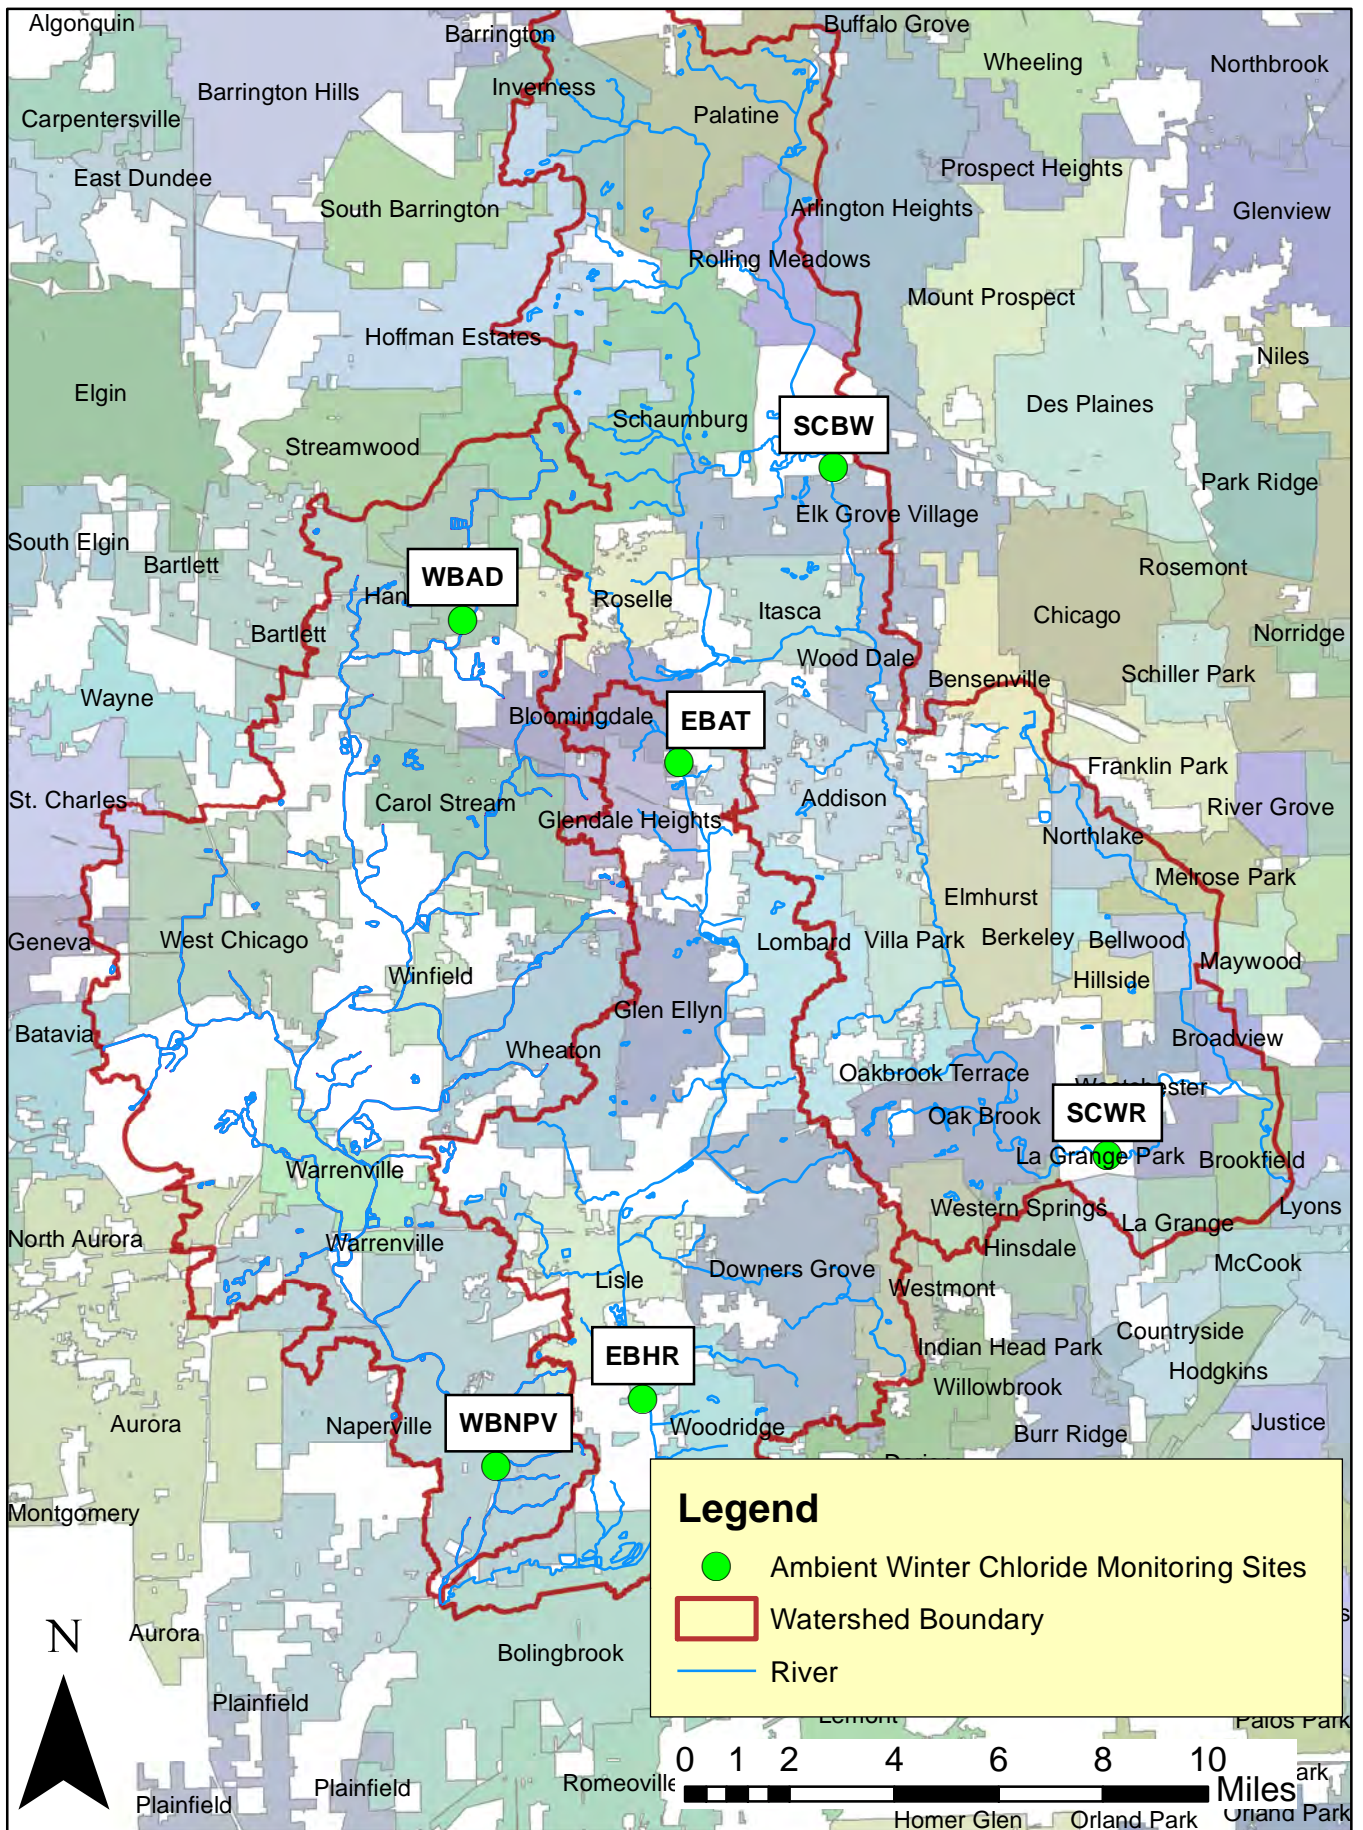 Algonquin
Barrington
Buffalo Grove
Wheeling
Northbrook
Barrington Hills
Inverness
Palatine
Carpentersville
East Dundee
Prospect Heights
South Barrington
Arlington Heights
Glenview
Rolling Meadows
Mount Prospect
Hoffman Estates
Niles
Elgin
Des Plaines
Schaumburg
SCBW
Streamwood
Park Ridge
Elk Grove Village
South Elgin
Bartlett
WBAD
Rosemont
Han
Roselle
Itasca
Chicago
Bartlett
Norridge
Wood Dale
Schiller Park
Wayne
Bensenville
Bloomingdale
EBAT
Franklin Park
St. Charles
Carol Stream
Addison
River Grove
Glendale Heights
Northlake
Melrose Park
Elmhurst
Geneva
West Chicago
Lombard
Villa Park
Berkeley
Bellwood
Maywood
Winfield
Hillside
Glen Ellyn
Batavia
Broadview
Wheaton
Oakbrook Terrace
ster
Oak Brook
SCWR
La Grange Park
Brookfield
Warrenville
Western Springs
Lyons
La Grange
North Aurora
Warrenville
Hinsdale
McCook
Lisle
Downers Grove
Westmont
Countryside
Indian Head Park
EBHR
Hodgkins
Willowbrook
Aurora
Naperville
WBNPV
Woodridge
Burr Ridge
Justice
Montgomery
Legend
Ambient Winter Chloride Monitoring Sites
Watershed Boundary
River
N
Aurora
Bolingbrook
Plainfield
Lemont
Palos Park
0 1 2 4 6 8 10
Miles
Plainfield
Romeoville
ark
Plainfield
Homer Glen
Orland Park
Orland Park